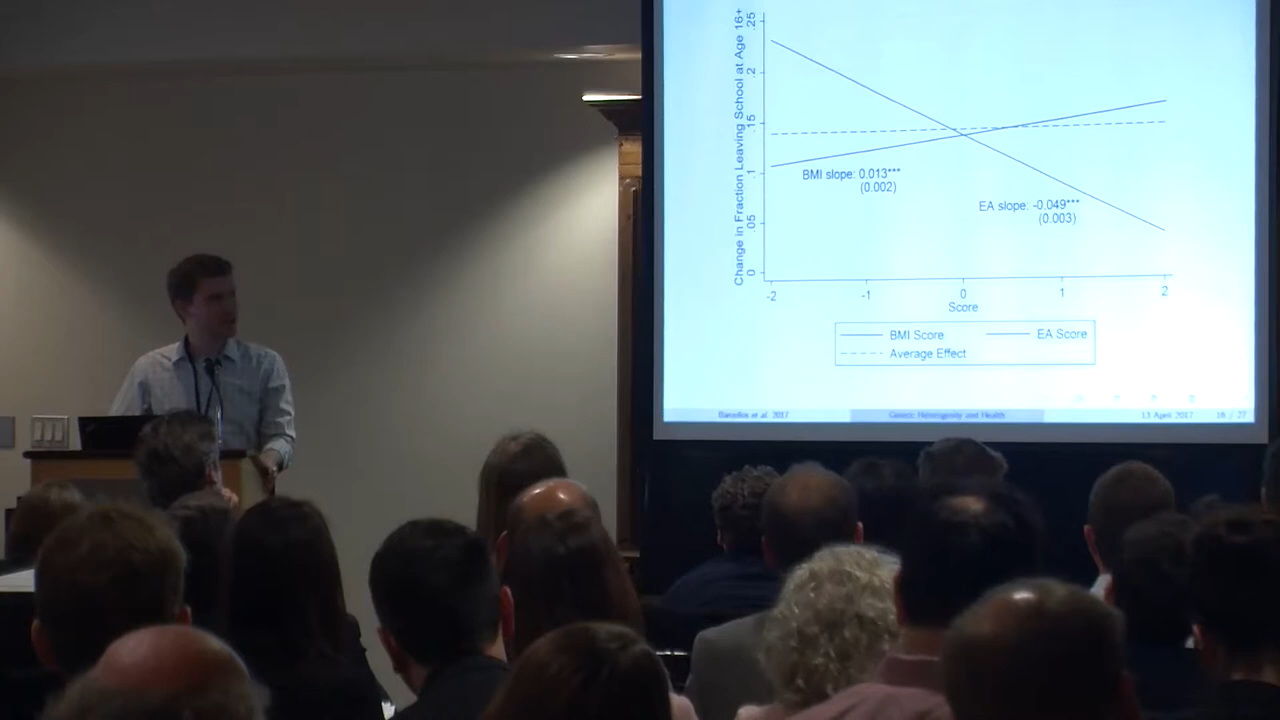 Change in Fraction Leaving School at Age 16+
.25
.2
.15
.1
.05
0
BMI slope: 0.013***
(0.002)
EA slope: -0.049***
(0.003)
-2 -1 0 1 2
Score
BMI Score EA Score
Average Effect
Barcellos et al. 2017 Genetic Heterogeneity and Health 13 April 2017 18 / 27